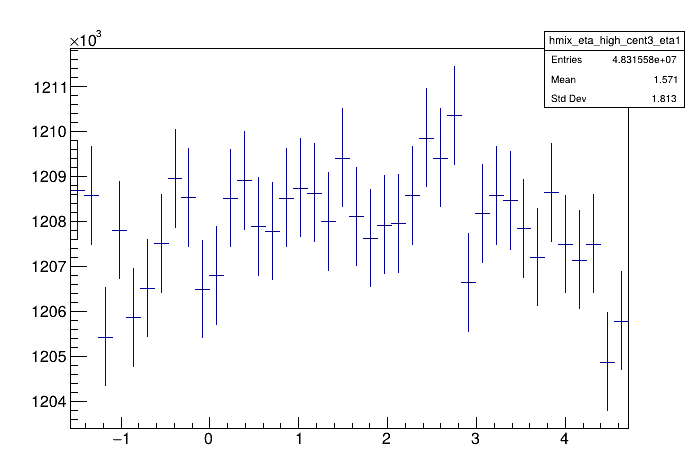 ×10³
hmix_eta_high_cent3_eta1
Entries 4.831558e+07
Mean 1.571
Std Dev 1.813
1211
1210
1209
1208
1207
1206
1205
1204
−1 0 1 2 3 4